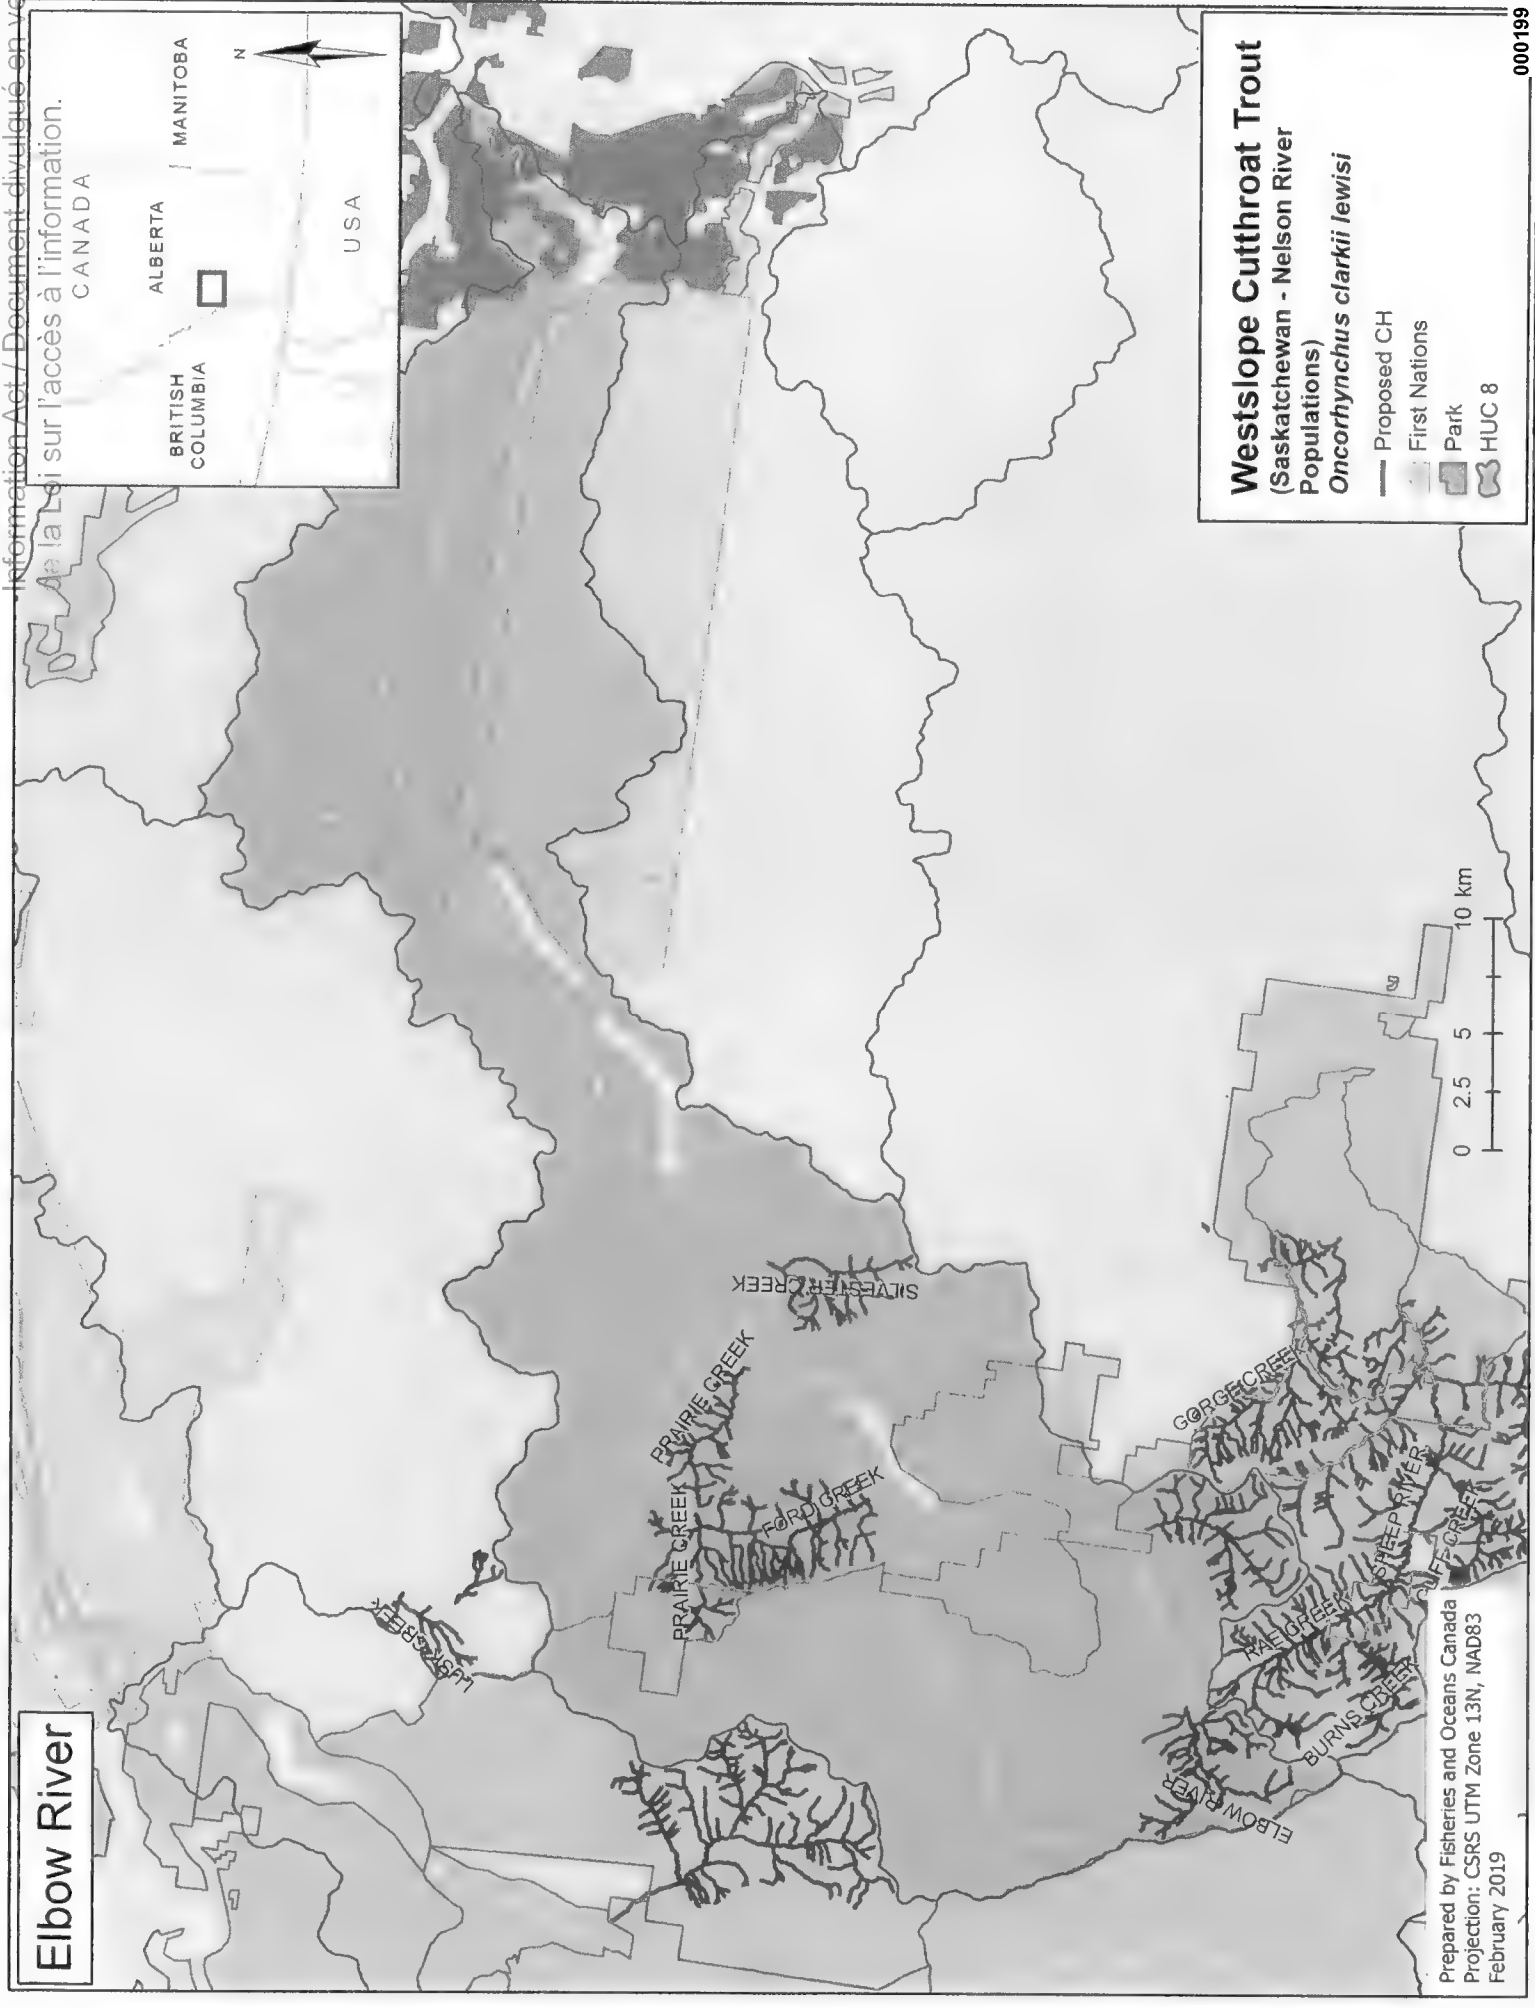 Information Act / Document divulgué en
de la Loi sur l'accès à l'information.
Elbow River
CANADA
ALBERTA
MANITOBA
BRITISH
COLUMBIA
USA
N
LUSK CREEK
PRAIRIE CREEK
PRAIRIE CREEK
FORD CREEK
SILVESTER CREEK
GORGE CREEK
SHEEP RIVER
CLIFF CREEK
RAE CREEK
BURNS CREEK
ELBOW RIVER
0 2.5 5 10 km
Westslope Cutthroat Trout
(Saskatchewan - Nelson River
Populations)
Oncorhynchus clarkii lewisi
Proposed CH
First Nations
Park
HUC 8
Prepared by Fisheries and Oceans Canada
Projection: CSRS UTM Zone 13N, NAD83
February 2019
000199